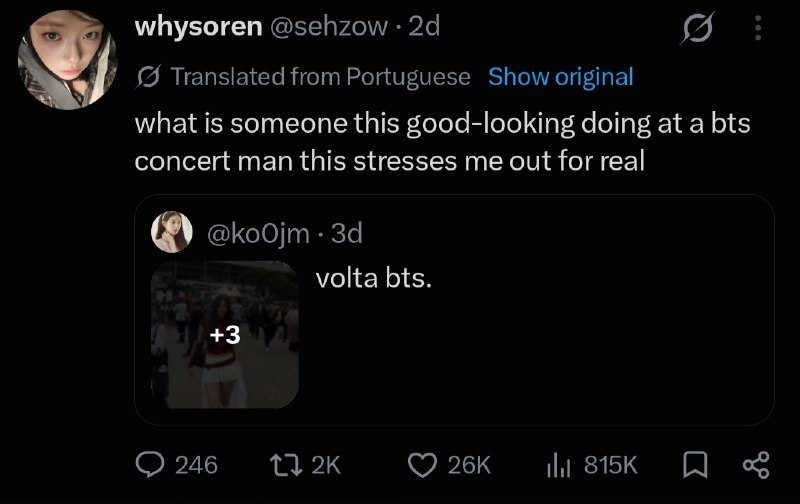 whysoren @sehzow · 2d
Translated from Portuguese Show original
what is someone this good-looking doing at a bts
concert man this stresses me out for real
@ko0jm · 3d
volta bts.
+3
246 2K 26K 815K